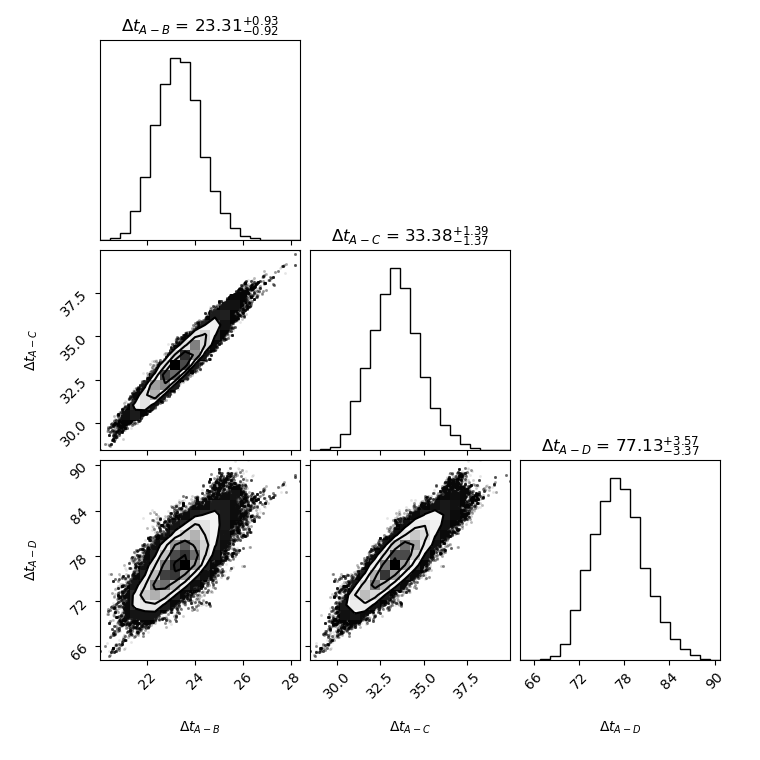 Δt_{A−B} = 23.31^{+0.93}_{−0.92}
Δt_{A−C} = 33.38^{+1.39}_{−1.37}
37.5
35.0
32.5
30.0
Δt_{A−C}
Δt_{A−D} = 77.13^{+3.57}_{−3.37}
90
84
78
72
66
Δt_{A−D}
22 24 26 28
30.0 32.5 35.0 37.5
66 72 78 84 90
Δt_{A−B} Δt_{A−C} Δt_{A−D}